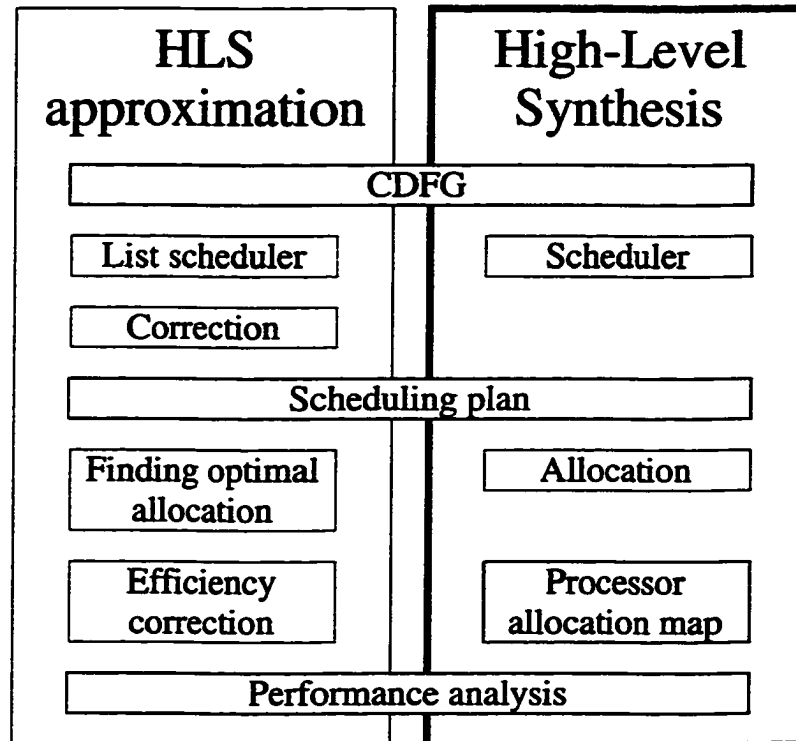 HLS
approximation
High-Level
Synthesis
CDFG
List scheduler
Scheduler
Correction
Scheduling plan
Finding optimal
allocation
Allocation
Efficiency
correction
Processor
allocation map
Performance analysis